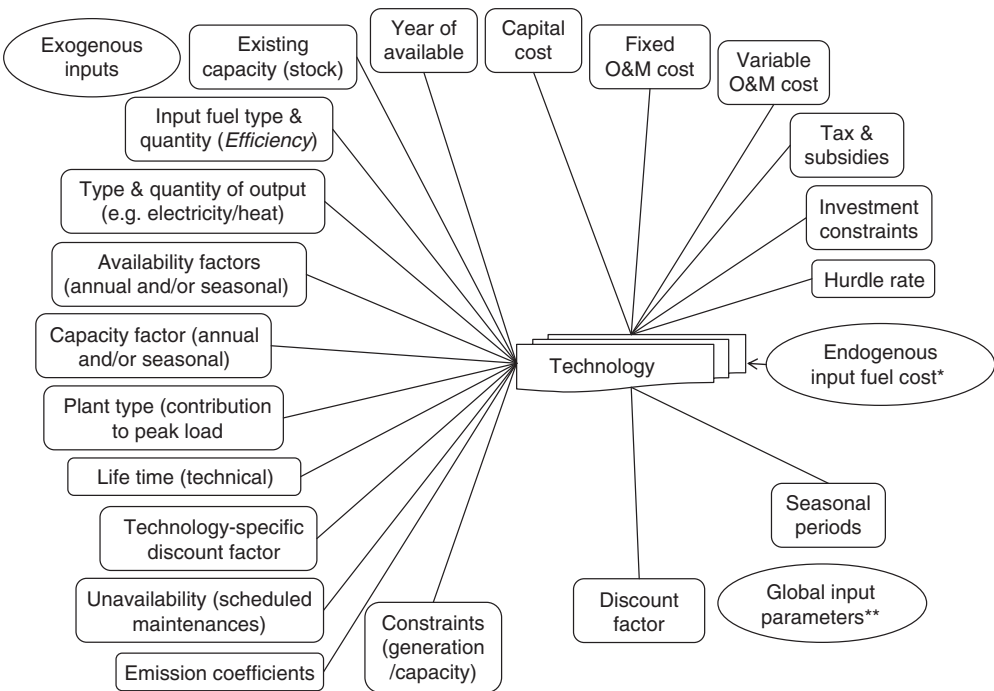 Exogenous
inputs
Existing
capacity (stock)
Year of
available
Capital
cost
Fixed
O&M cost
Variable
O&M cost
Input fuel type &
quantity (Efficiency)
Tax &
subsidies
Type & quantity of output
(e.g. electricity/heat)
Investment
constraints
Availability factors
(annual and/or seasonal)
Hurdle rate
Capacity factor (annual
and/or seasonal)
Technology
Endogenous
input fuel cost*
Plant type (contribution
to peak load
Life time (technical)
Seasonal
periods
Technology-specific
discount factor
Unavailability (scheduled
maintenances)
Constraints
(generation
/capacity)
Discount
factor
Global input
parameters**
Emission coefficients